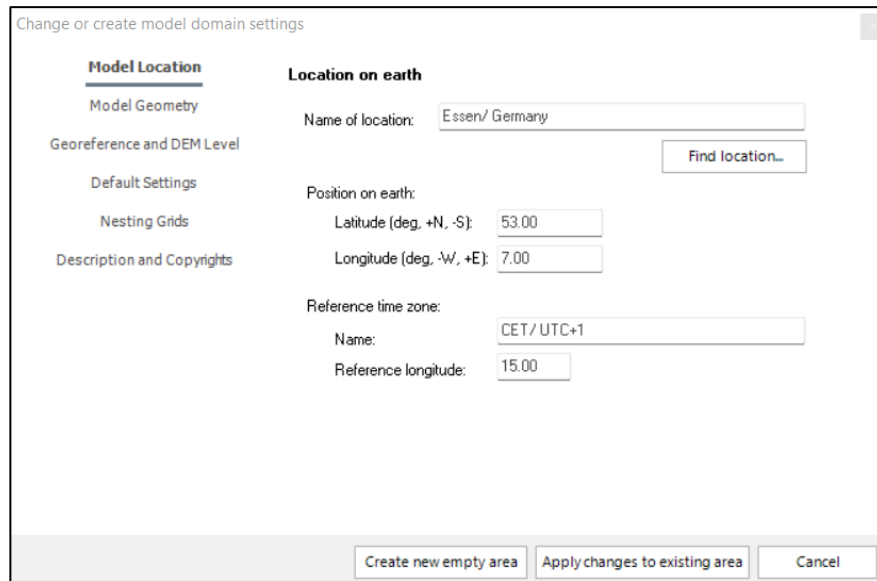 Change or create model domain settings
Model Location
Model Geometry
Georeference and DEM Level
Default Settings
Nesting Grids
Description and Copyrights
Location on earth
Name of location: Essen/ Germany
Find location...
Position on earth:
Latitude (deg, +N, -S): 53.00
Longitude (deg, -W, +E): 7.00
Reference time zone:
Name: CET/ UTC+1
Reference longitude: 15.00
Create new empty area Apply changes to existing area Cancel